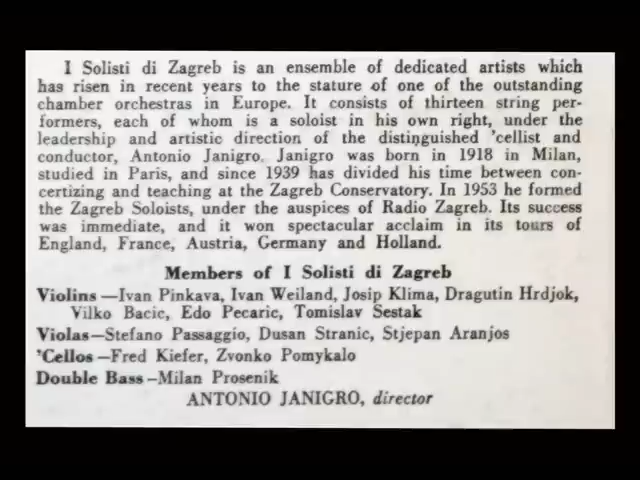 I Solisti di Zagreb is an ensemble of dedicated artists which
has risen in recent years to the stature of one of the outstanding
chamber orchestras in Europe. It consists of thirteen string per-
formers, each of whom is a soloist in his own right, under the
leadership and artistic direction of the distinguished 'cellist and
conductor, Antonio Janigro. Janigro was born in 1918 in Milan,
studied in Paris, and since 1939 has divided his time between con-
certizing and teaching at the Zagreb Conservatory. In 1953 he formed
the Zagreb Soloists, under the auspices of Radio Zagreb. Its success
was immediate, and it won spectacular acclaim in its tours of
England, France, Austria, Germany and Holland.
Members of I Solisti di Zagreb
Violins—Ivan Pinkava, Ivan Weiland, Josip Klima, Dragutin Hrdjok,
Vilko Bacic, Edo Pecaric, Tomislav Sestak
Violas—Stefano Passaggio, Dusan Stranic, Stjepan Aranjos
'Cellos—Fred Kiefer, Zvonko Pomykalo
Double Bass—Milan Prosenik
ANTONIO JANIGRO, director